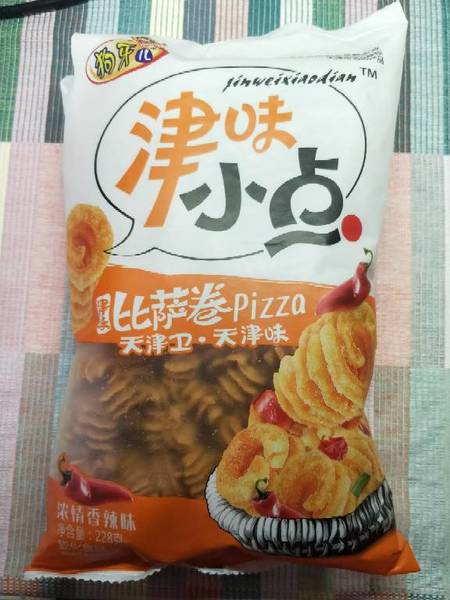 狗牙儿
jinweixiaodian™
津味
小点
比萨卷Pizza
天津卫·天津味
浓情香辣味
净含量:228克